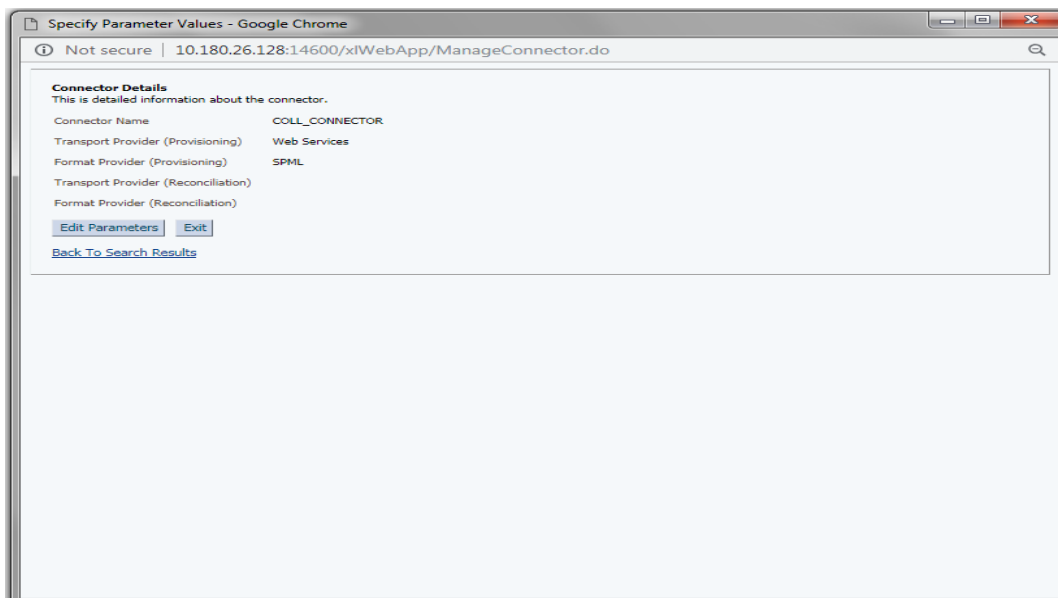 Specify Parameter Values - Google Chrome
Not secure | 10.180.26.128:14600/xlWebApp/ManageConnector.do
Connector Details
This is detailed information about the connector.
Connector Name COLL_CONNECTOR
Transport Provider (Provisioning) Web Services
Format Provider (Provisioning) SPML
Transport Provider (Reconciliation)
Format Provider (Reconciliation)
Edit Parameters Exit
Back To Search Results